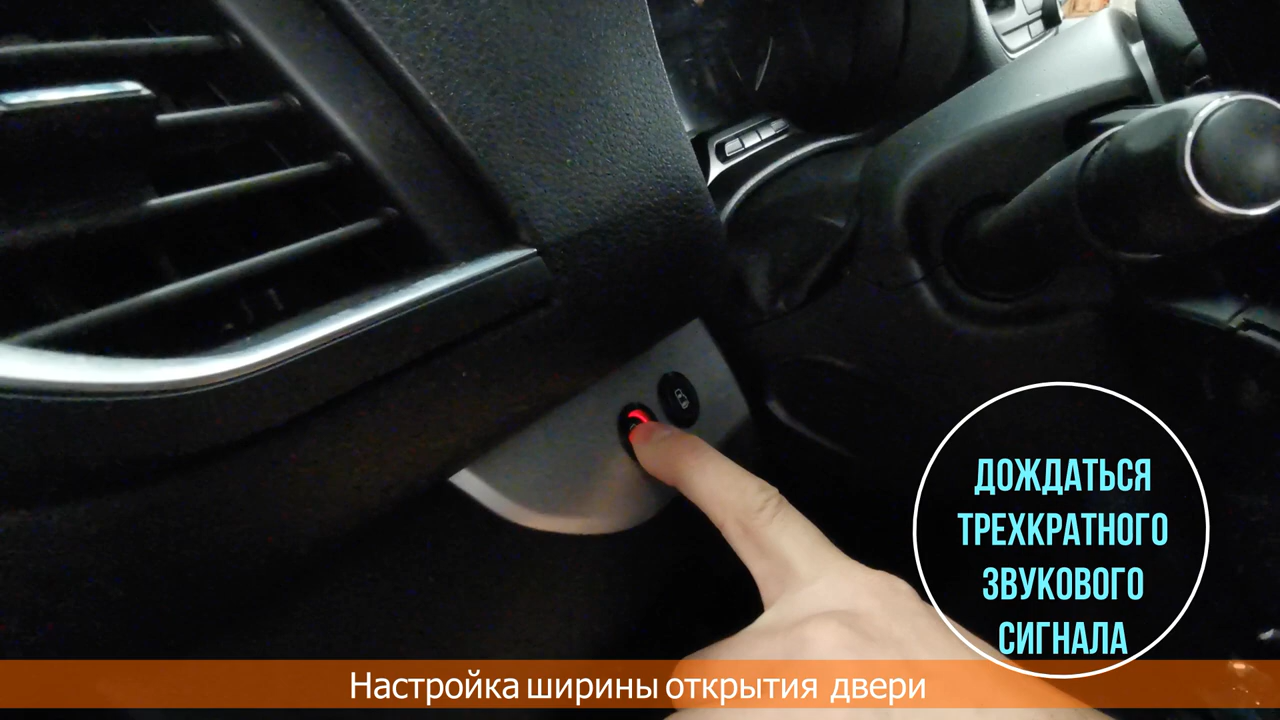 ДОЖДАТЬСЯ
ТРЕХКРАТНОГО
ЗВУКОВОГО
СИГНАЛА
Настройка ширины открытия двери